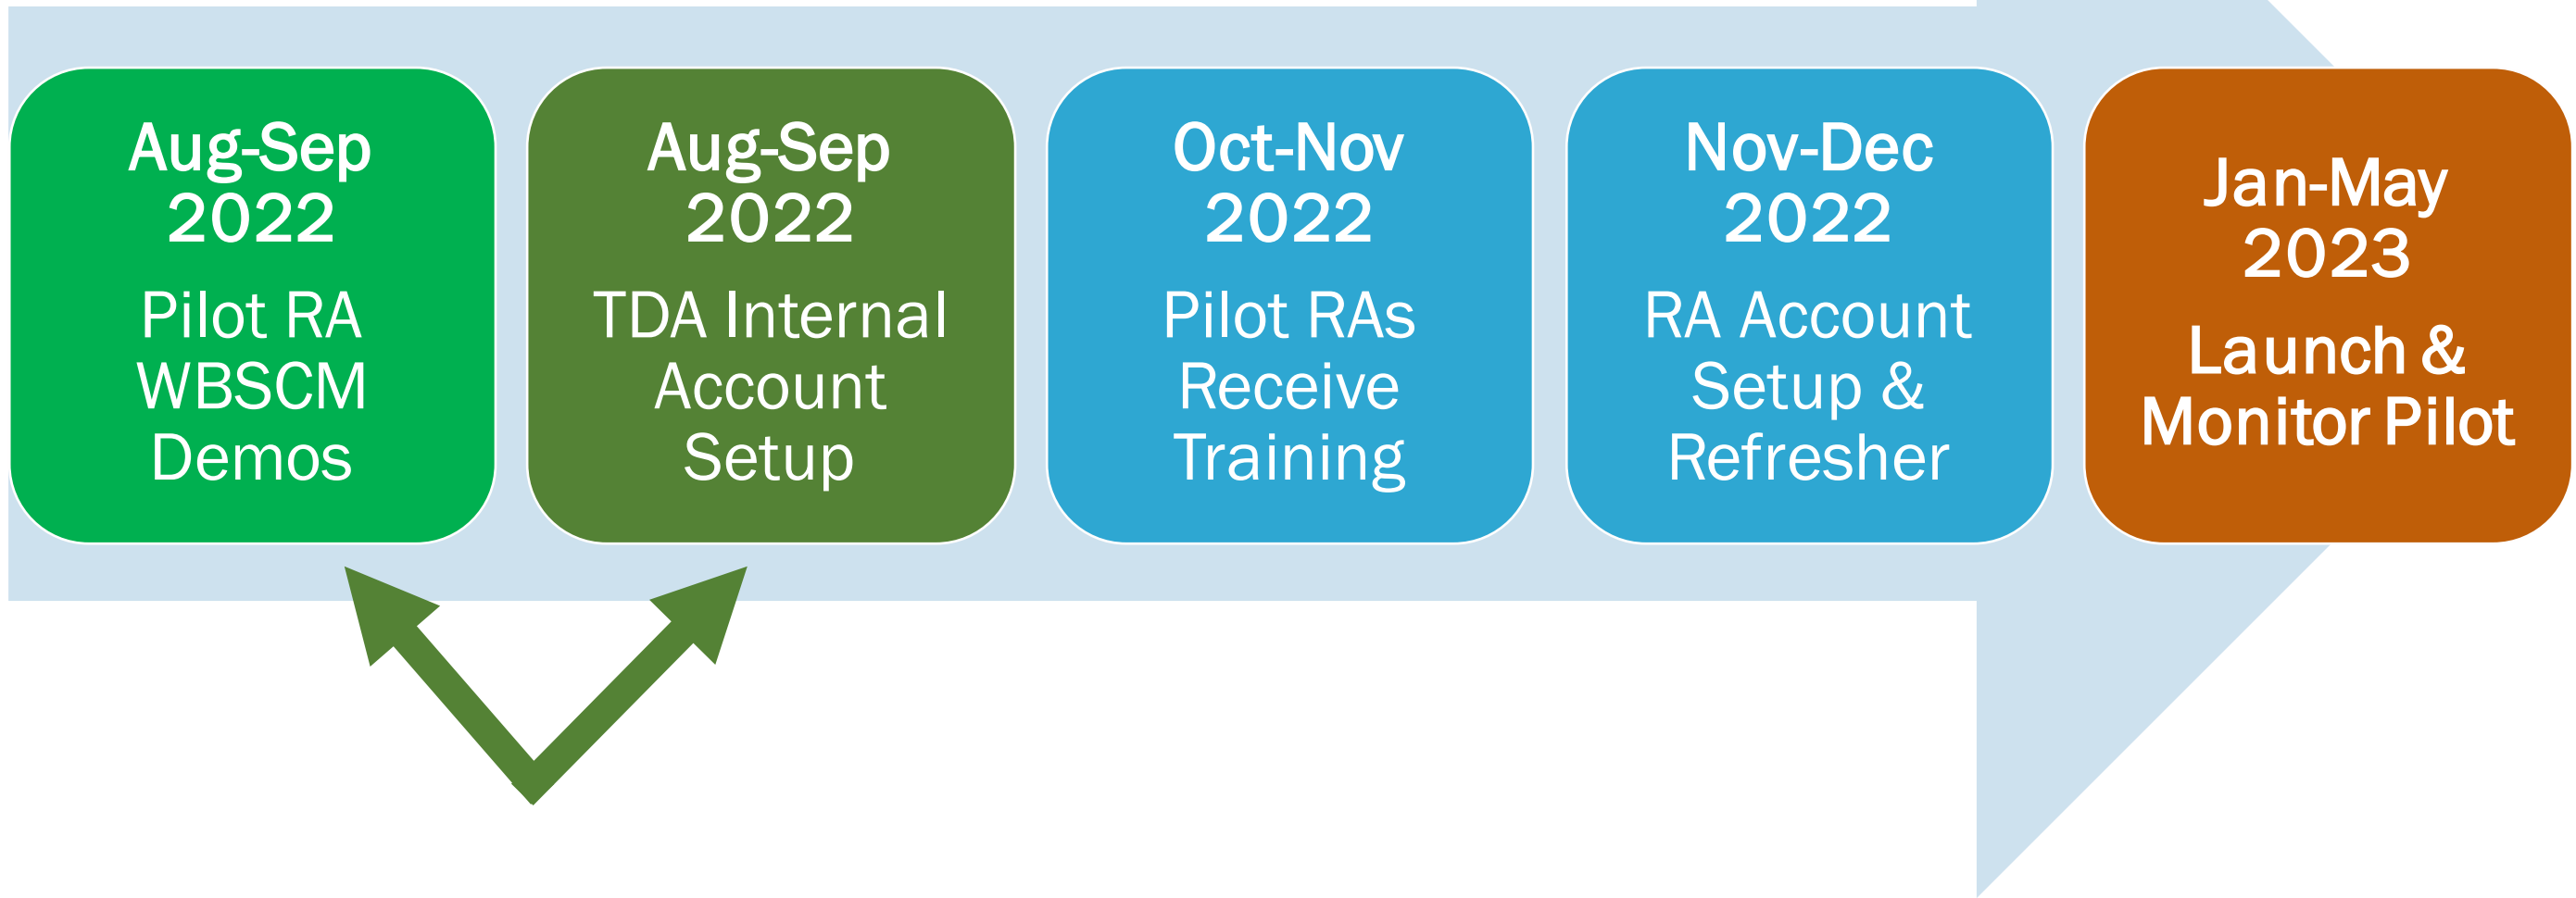 Aug-Sep
2022
Pilot RA
WBSCM
Demos
Aug-Sep
2022
TDA Internal
Account
Setup
Oct-Nov
2022
Pilot RAs
Receive
Training
Nov-Dec
2022
RA Account
Setup &
Refresher
Jan-May
2023
Launch &
Monitor Pilot